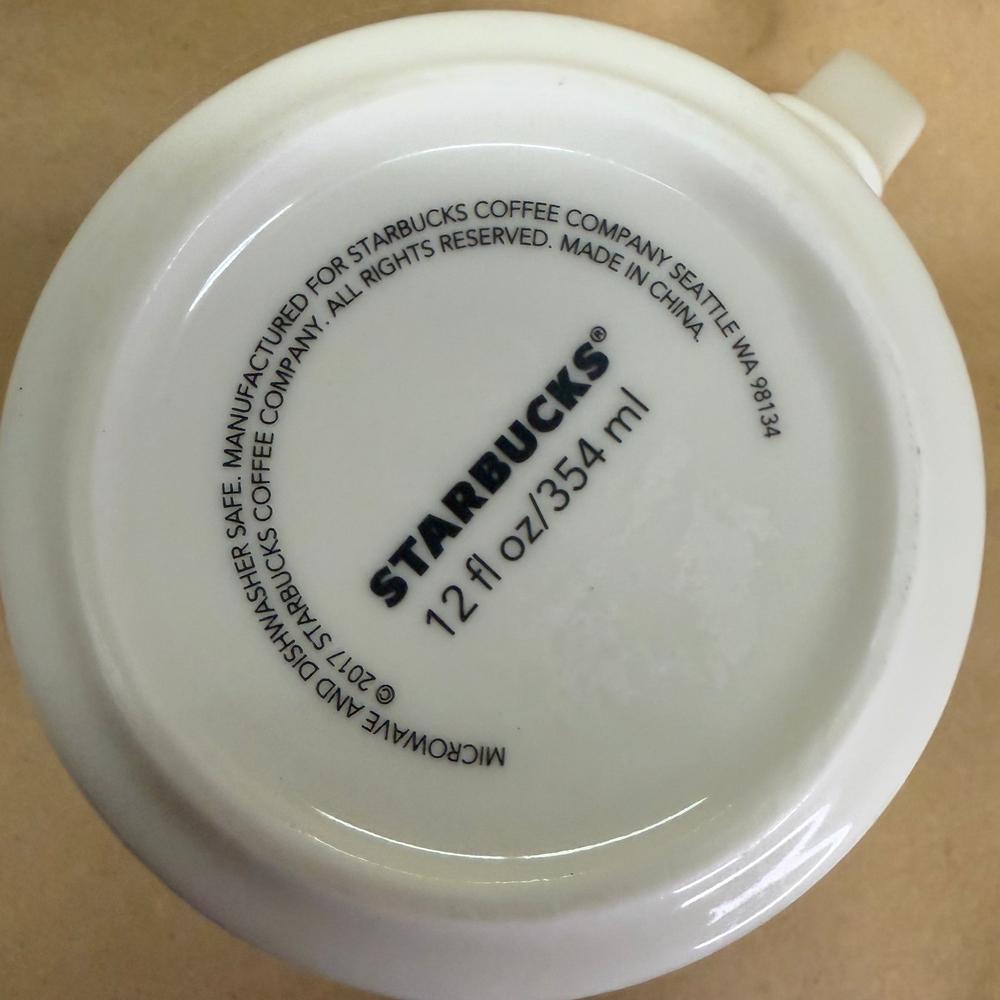 MICROWAVE AND DISHWASHER SAFE. MANUFACTURED FOR STARBUCKS COFFEE COMPANY SEATTLE WA 98134
© 2017 STARBUCKS COFFEE COMPANY. ALL RIGHTS RESERVED. MADE IN CHINA.
STARBUCKS®
12 fl oz/354 ml